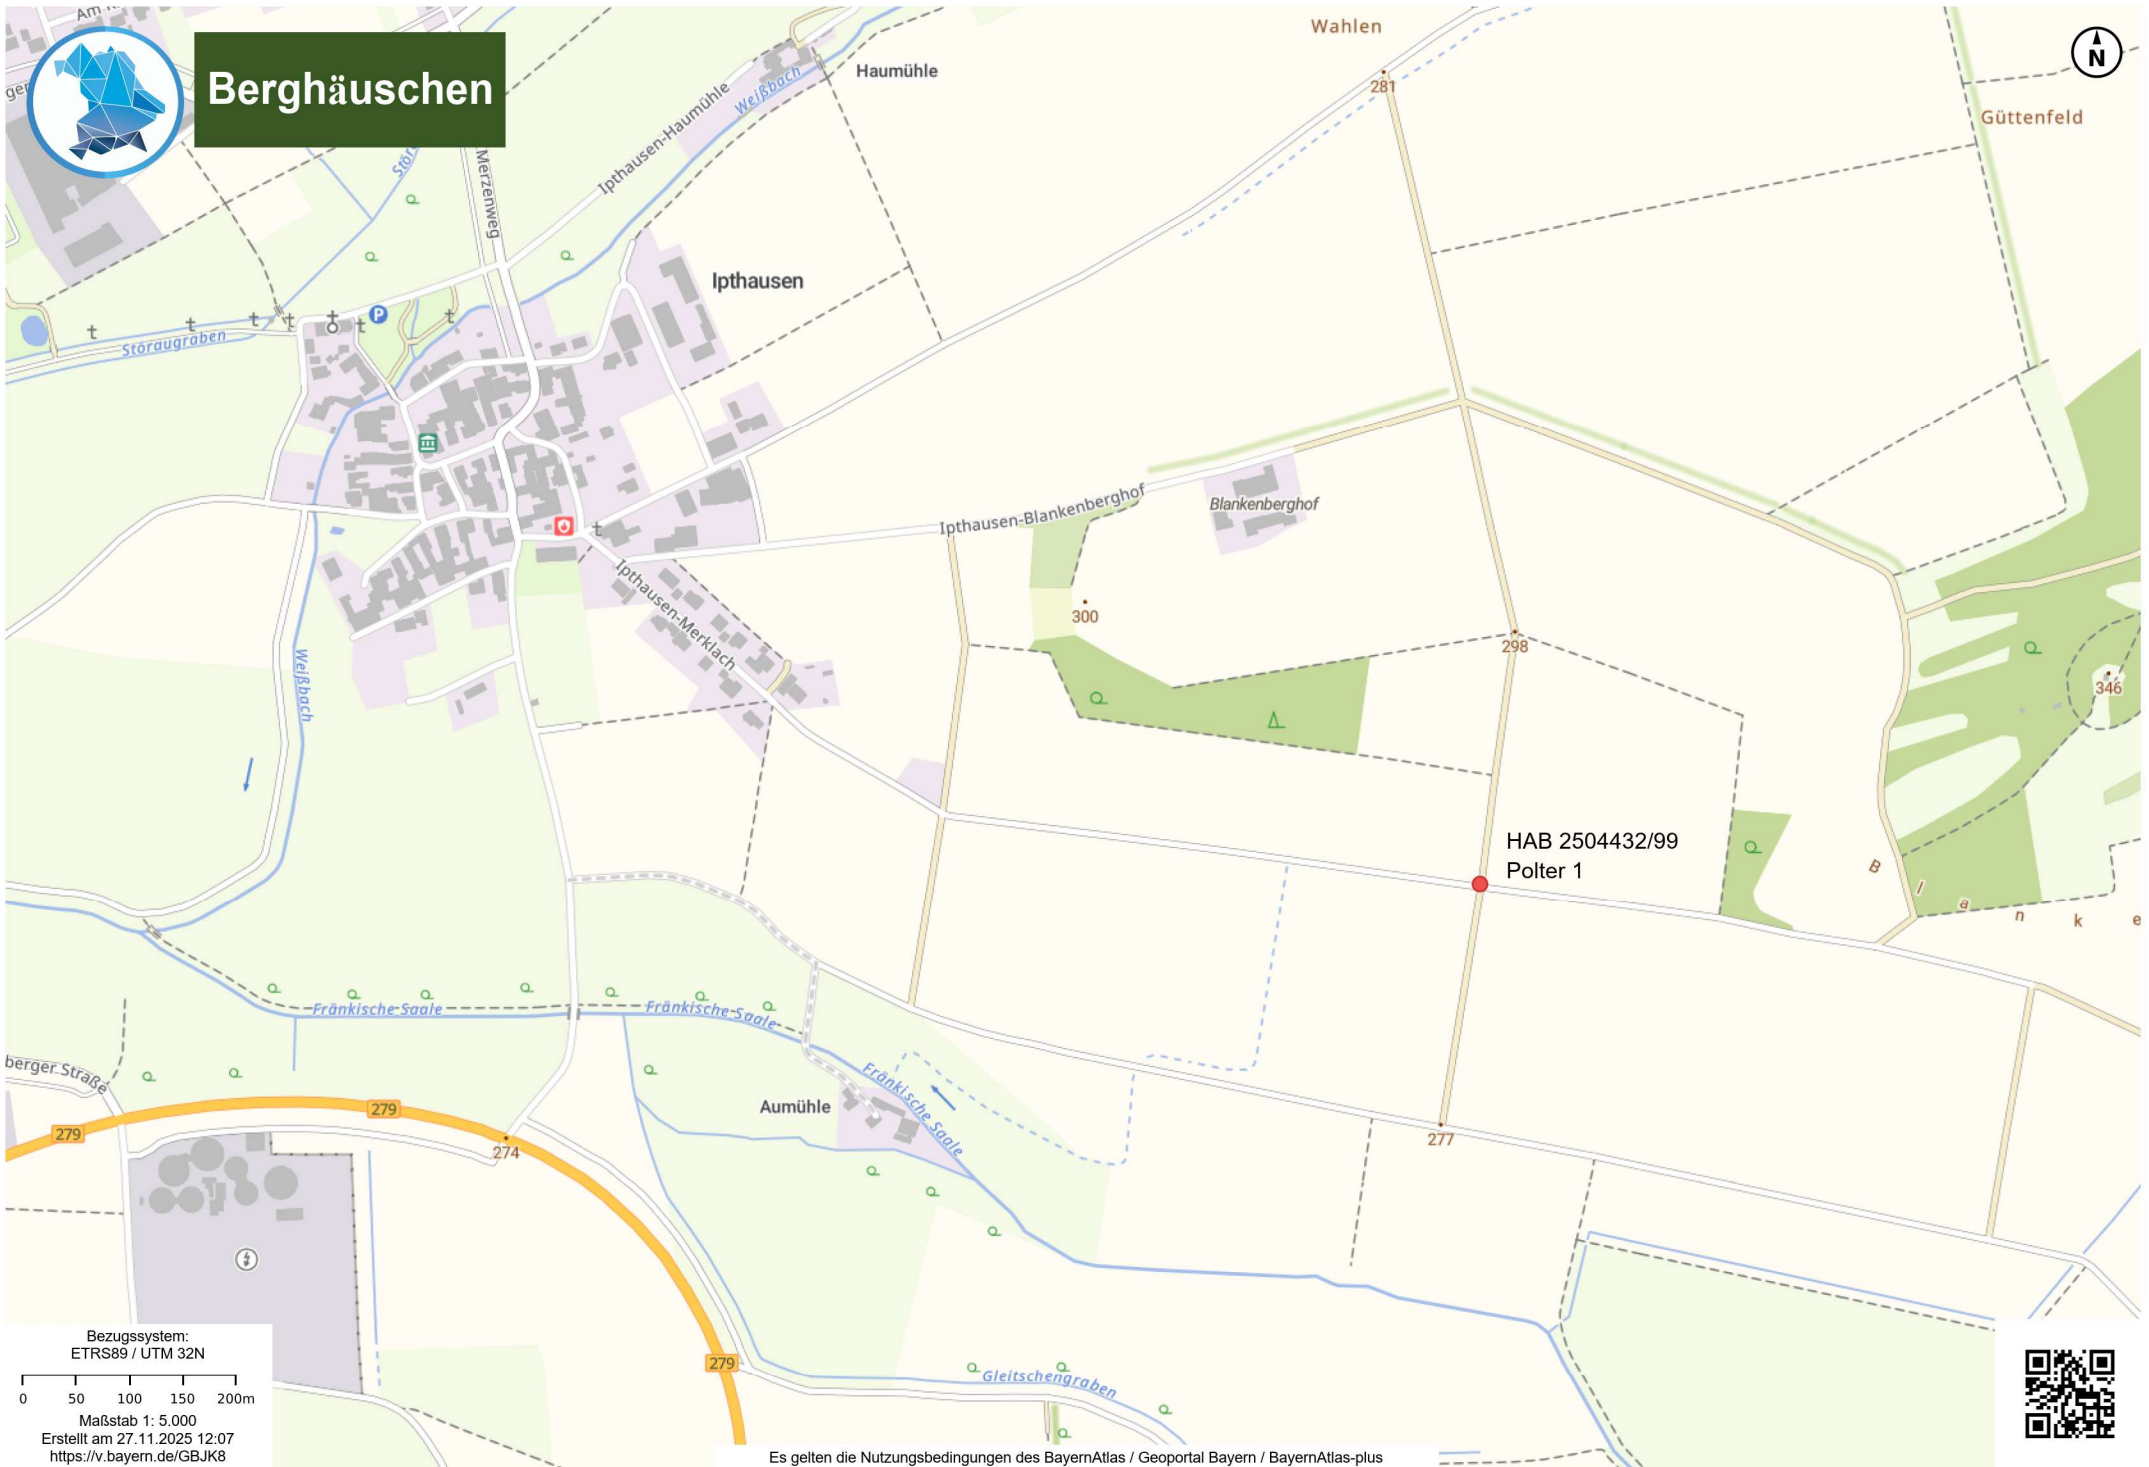 Am
ger
Berghäuschen
Stör
Merzenweg
Ipthausen-Haumühle
Weißbach
Haumühle
Wahlen
281
N
Güttenfeld
Ipthausen
P
Störaugraben
Ipthausen-Blankenberghof
Blankenberghof
Ipthausen-Merklach
300
298
346
Weißbach
HAB 2504432/99
Polter 1
B l a n k e
Fränkische Saale
Fränkische Saale
Fränkische Saale
berger Straße
Aumühle
279
279
274
277
279
Gleitschengraben
Bezugssystem:
ETRS89 / UTM 32N
0 50 100 150 200m
Maßstab 1: 5.000
Erstellt am 27.11.2025 12:07
https://v.bayern.de/GBJK8
Es gelten die Nutzungsbedingungen des BayernAtlas / Geoportal Bayern / BayernAtlas-plus